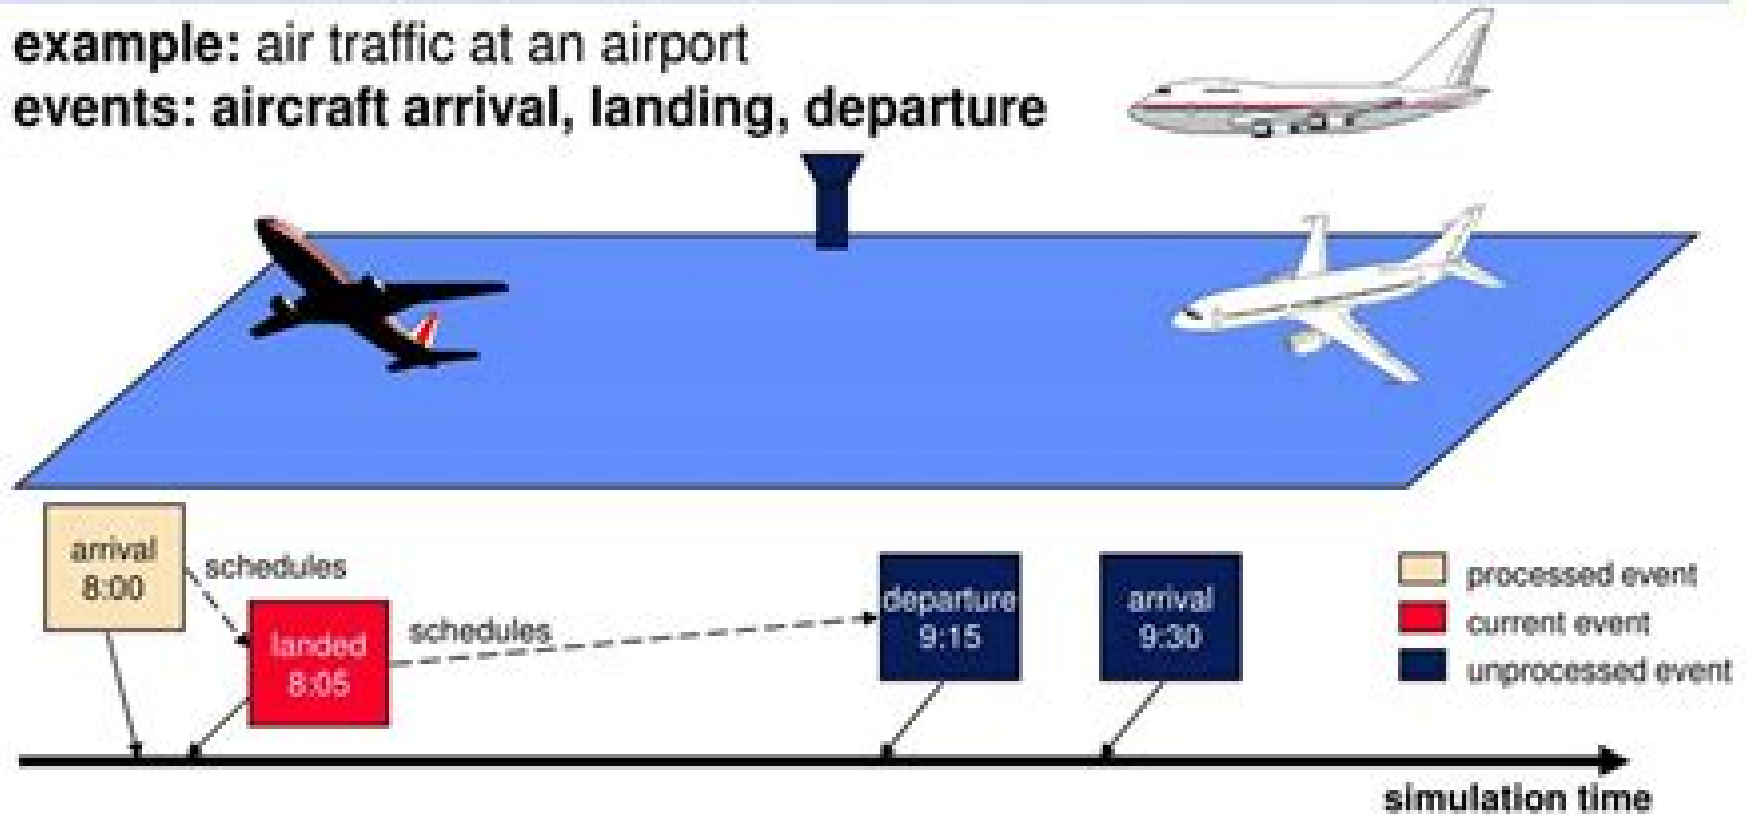 example: air traffic at an airport
events: aircraft arrival, landing, departure
arrival
8:00
schedules
landed
8:05
schedules
departure
9:15
arrival
9:30
processed event
current event
unprocessed event
simulation time